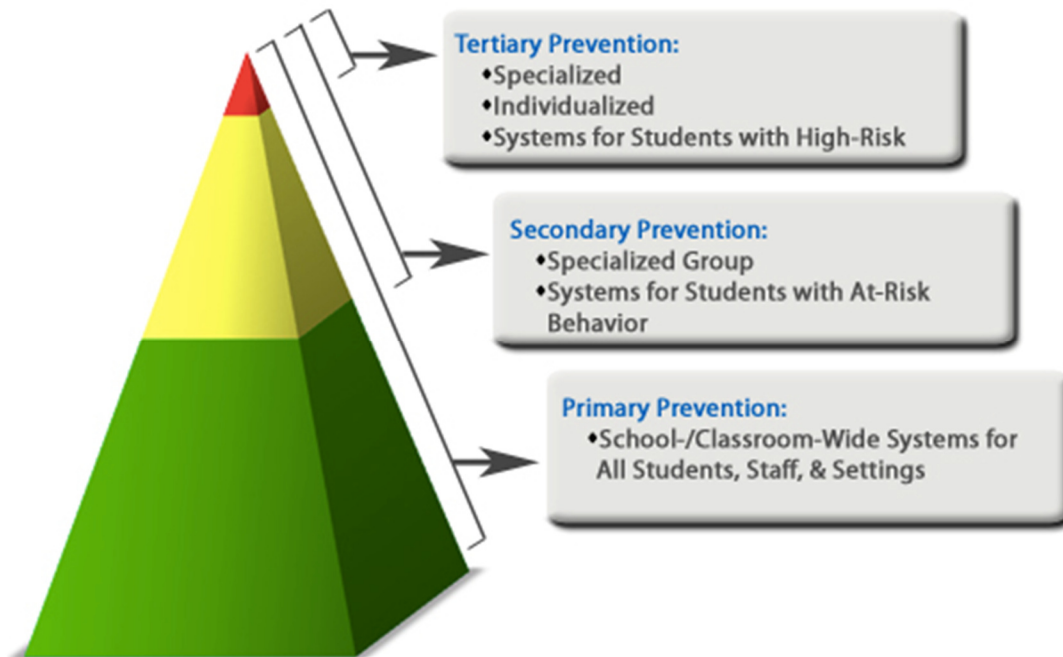 Tertiary Prevention:
♦Specialized
♦Individualized
♦Systems for Students with High-Risk
Secondary Prevention:
♦Specialized Group
♦Systems for Students with At-Risk
Behavior
Primary Prevention:
♦School-/Classroom-Wide Systems for
All Students, Staff, & Settings